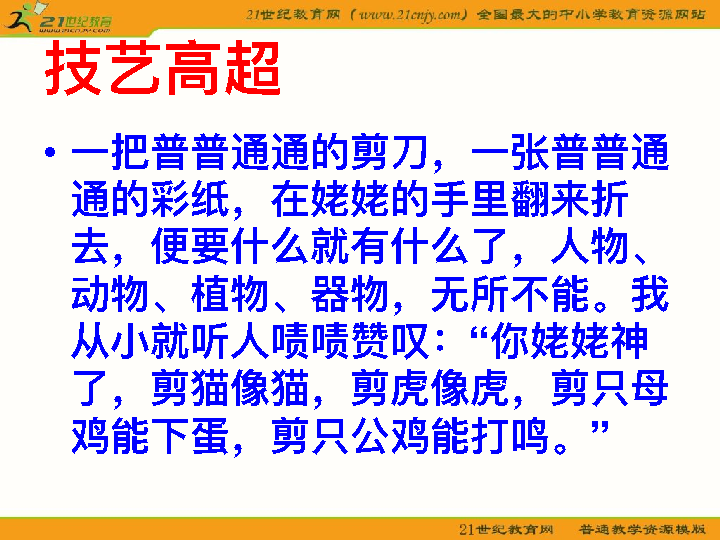 21世纪教育
www.21cnjy.com
21世纪教育网（www.21cnjy.com）全国最大的中小学教育资源网站
技艺高超
• 一把普普通通的剪刀，一张普普通
通的彩纸，在姥姥的手里翻来折
去，便要什么就有什么了，人物、
动物、植物、器物，无所不能。我
从小就听人啧啧赞叹：“你姥姥神
了，剪猫像猫，剪虎像虎，剪只母
鸡能下蛋，剪只公鸡能打鸣。”
21世纪教育网 普通教学资源模版